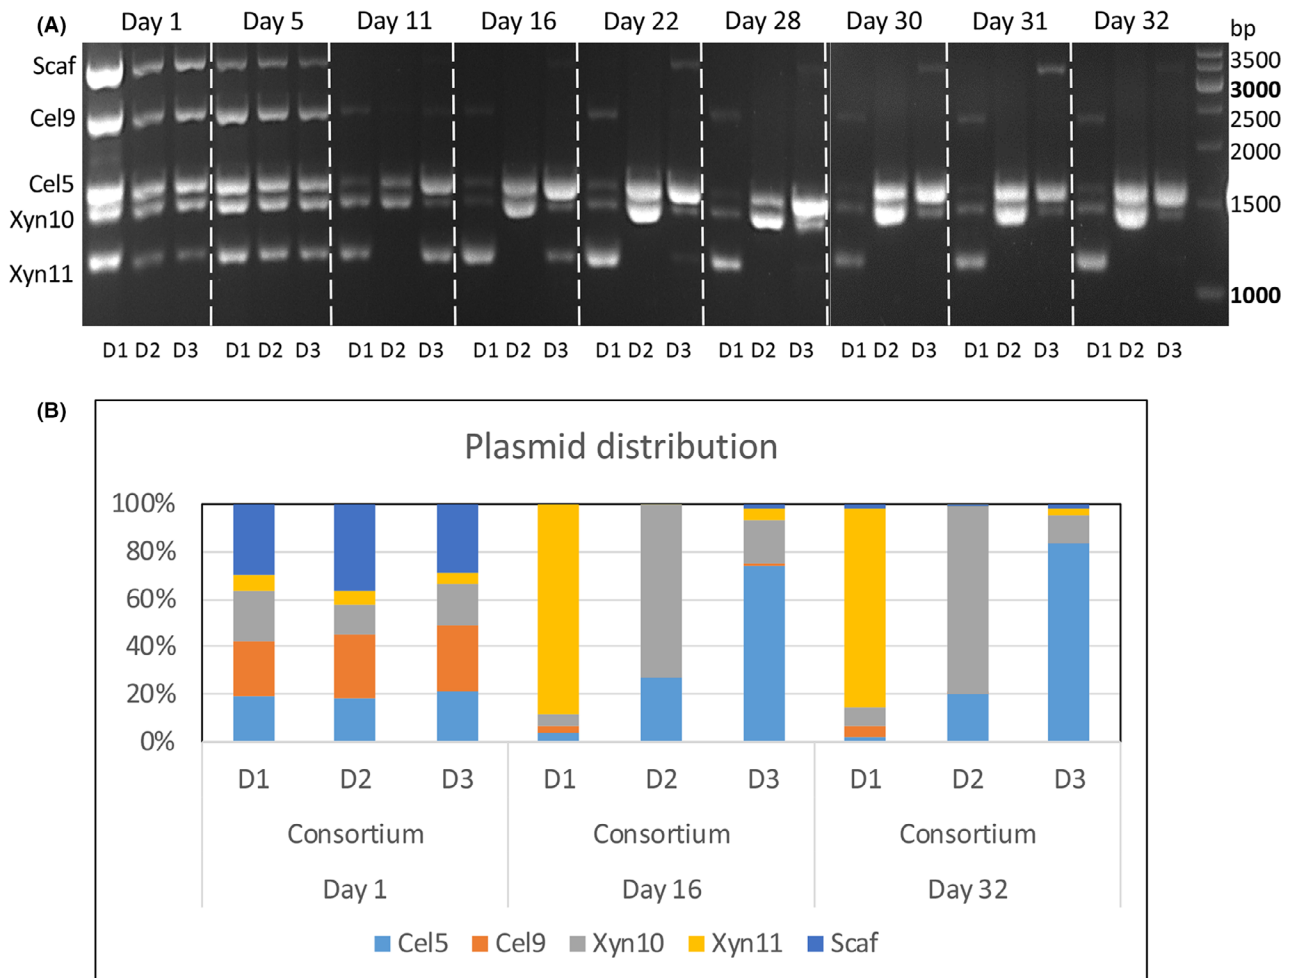 (A) Day 1 Day 5 Day 11 Day 16 Day 22 Day 28 Day 30 Day 31 Day 32 bp
Scaf 3500
3000
Cel9 2500
2000
Cel5
Xyn10 1500
Xyn11
1000
D1 D2 D3 D1 D2 D3 D1 D2 D3 D1 D2 D3 D1 D2 D3 D1 D2 D3 D1 D2 D3 D1 D2 D3 D1 D2 D3
(B)
Plasmid distribution
100%
80%
60%
40%
20%
0%
D1 D2 D3 D1 D2 D3 D1 D2 D3
Consortium Consortium Consortium
Day 1 Day 16 Day 32
Cel5 Cel9 Xyn10 Xyn11 Scaf